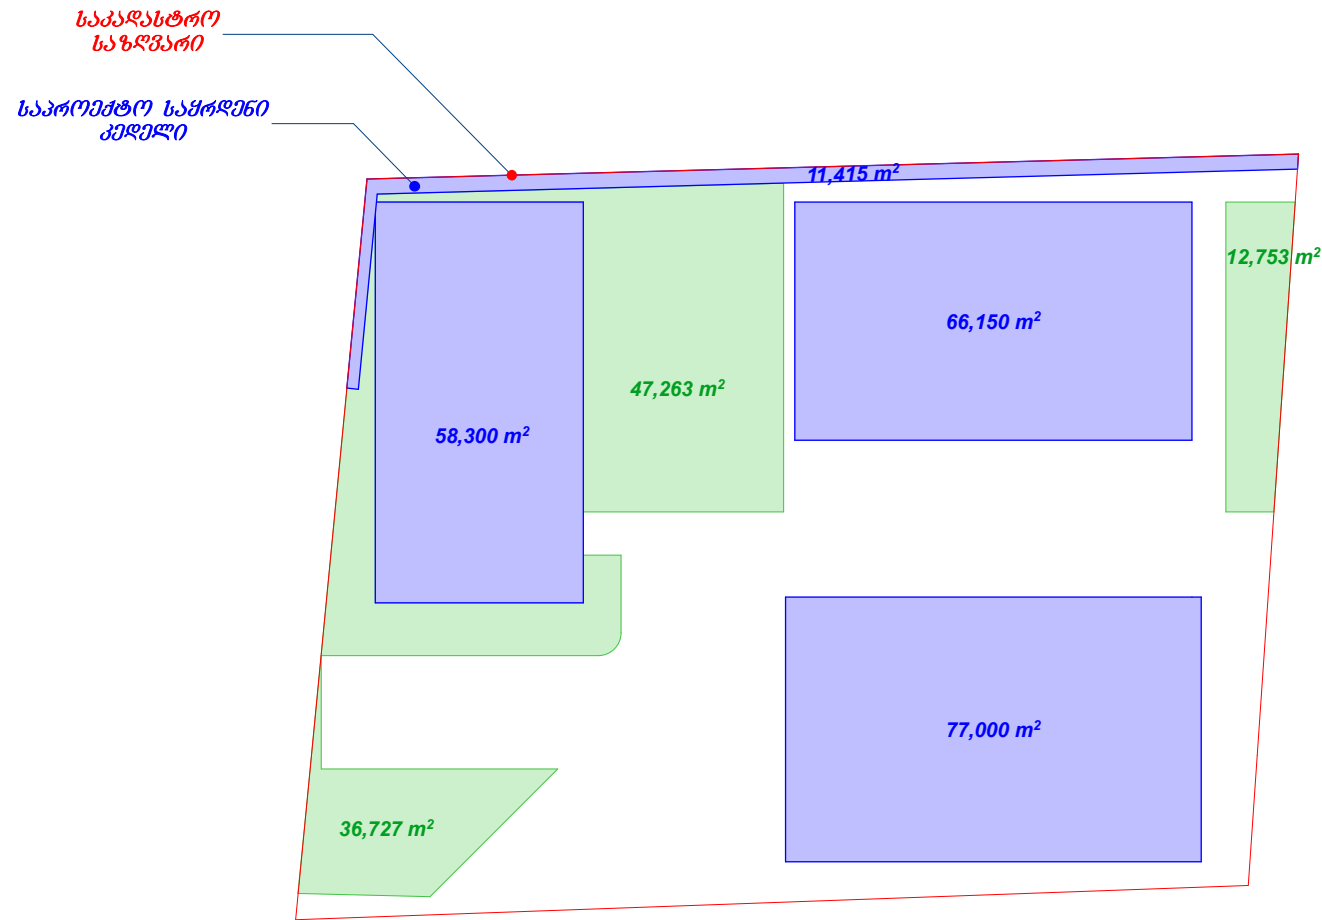 საკადასტრო
საზღვარი
საპროექტო საყრდენი
კედელი
11,415 m²
12,753 m²
66,150 m²
47,263 m²
58,300 m²
77,000 m²
36,727 m²